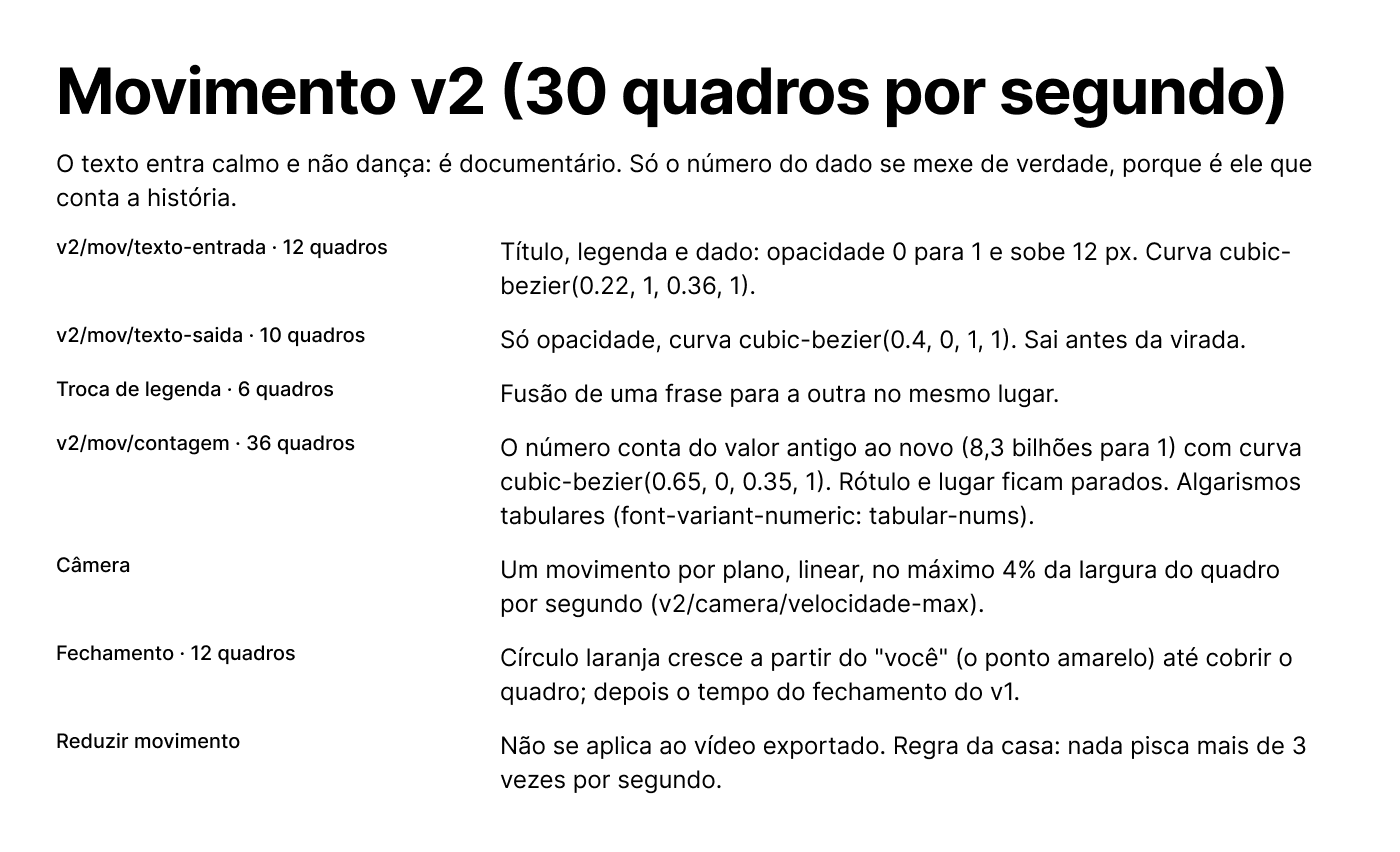 Movimento v2 (30 quadros por segundo)
O texto entra calmo e não dança: é documentário. Só o número do dado se mexe de verdade, porque é ele que
conta a história.
v2/mov/texto-entrada · 12 quadros
Título, legenda e dado: opacidade 0 para 1 e sobe 12 px. Curva cubic-
bezier(0.22, 1, 0.36, 1).
v2/mov/texto-saida · 10 quadros
Só opacidade, curva cubic-bezier(0.4, 0, 1, 1). Sai antes da virada.
Troca de legenda · 6 quadros
Fusão de uma frase para a outra no mesmo lugar.
v2/mov/contagem · 36 quadros
O número conta do valor antigo ao novo (8,3 bilhões para 1) com curva
cubic-bezier(0.65, 0, 0.35, 1). Rótulo e lugar ficam parados. Algarismos
tabulares (font-variant-numeric: tabular-nums).
Câmera
Um movimento por plano, linear, no máximo 4% da largura do quadro
por segundo (v2/camera/velocidade-max).
Fechamento · 12 quadros
Círculo laranja cresce a partir do "você" (o ponto amarelo) até cobrir o
quadro; depois o tempo do fechamento do v1.
Reduzir movimento
Não se aplica ao vídeo exportado. Regra da casa: nada pisca mais de 3
vezes por segundo.